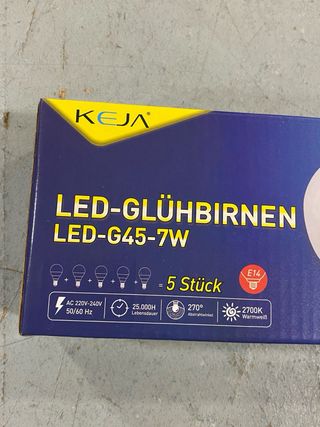 KEJA®
LED-GLÜHBIRNEN
LED-G45-7W
+ + + + = 5 Stück
E14
AC 220V-240V
50/60 Hz
25.000H
Lebensdauer
270°
Abstrahlwinkel
2700K
Warmweiß